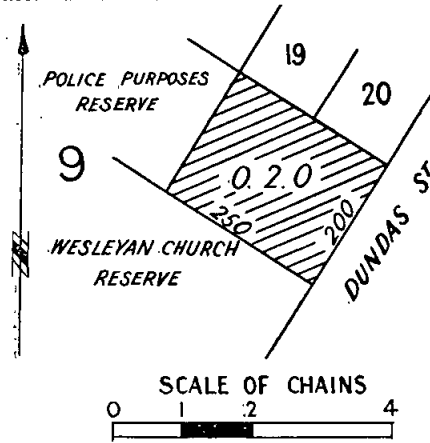 19
20
POLICE PURPOSES
RESERVE
9
0. 2. 0
250
200
WESLEYAN CHURCH
RESERVE
DUNDAS ST
SCALE OF CHAINS
0 1 2 4